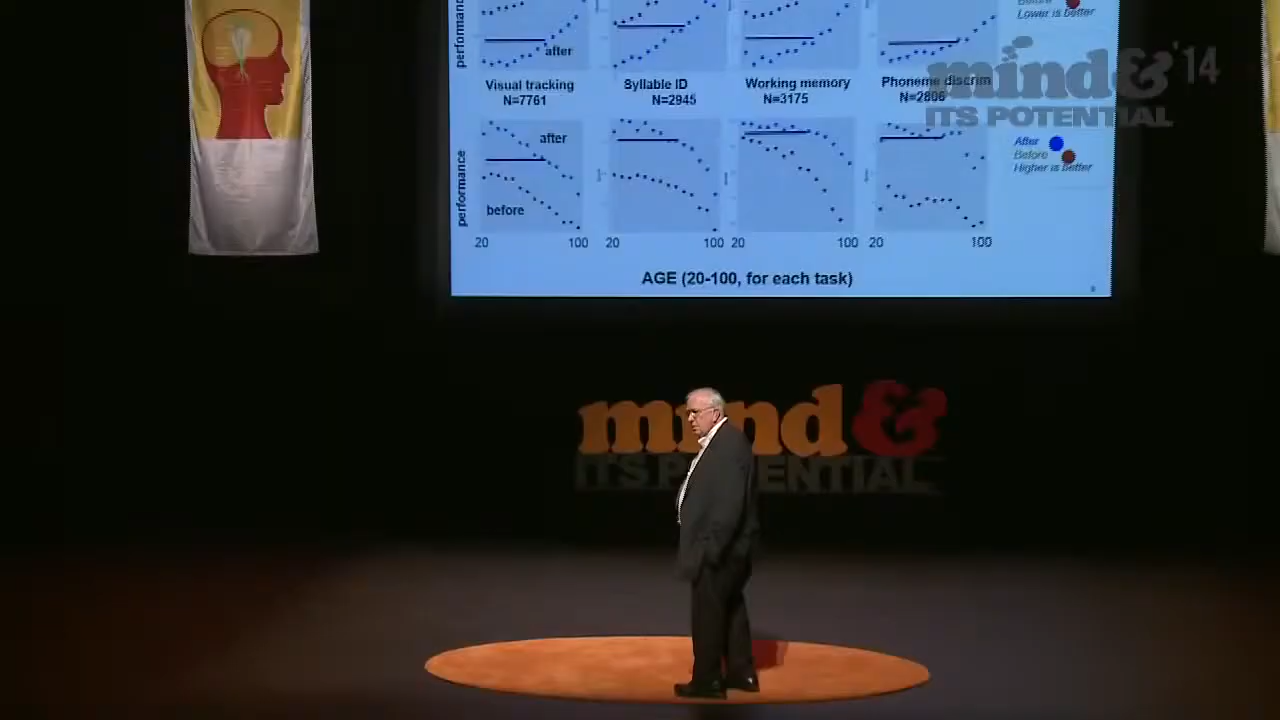 performanc
after
Before
Lower is better
Visual tracking
N=7761
Syllable ID
N=2945
Working memory
N=3175
Phoneme discrim
N=2806
mind&'14
ITS POTENTIAL
performance
after
before
After
Before
Higher is better
20 100 20 100 20 100 20 100
AGE (20-100, for each task)
mind&
ITS POTENTIAL